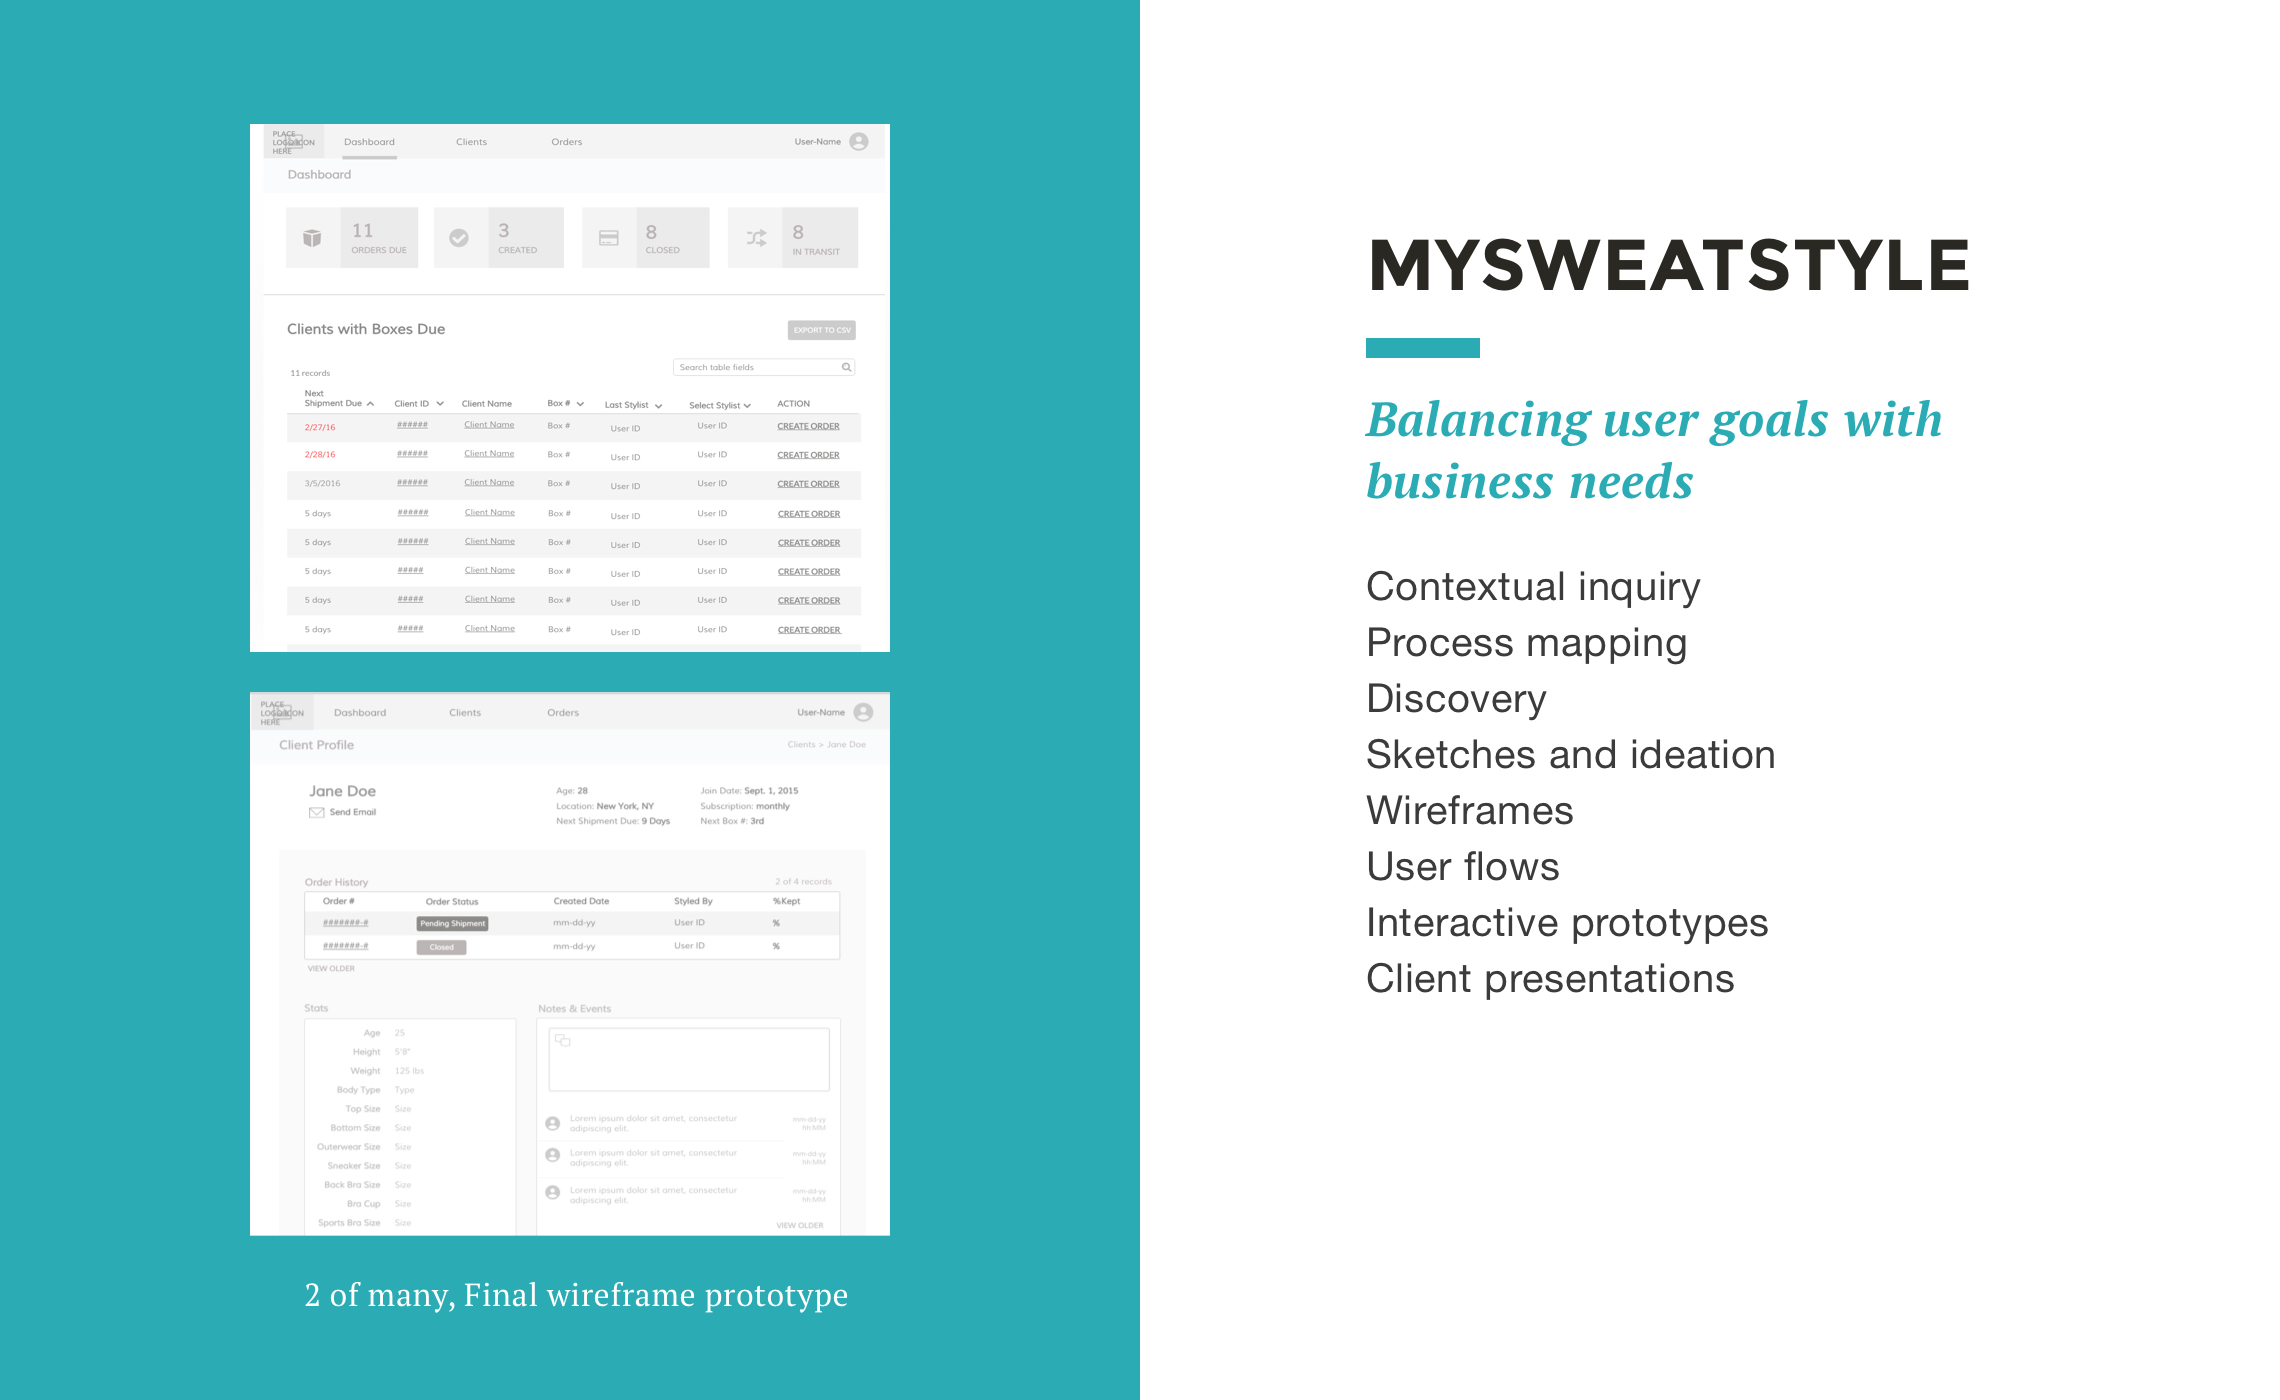 PLACE
LOGO/ICON
HERE
Dashboard Clients Orders User-Name
Dashboard
11 ORDERS DUE
3 CREATED
8 CLOSED
8 IN TRANSIT
Clients with Boxes Due EXPORT TO CSV
11 records Search table fields
Next
Shipment Due Client ID Client Name Box # Last Stylist Select Stylist ACTION
2/27/16 ###### Client Name Box # User ID User ID CREATE ORDER
2/28/16 ###### Client Name Box # User ID User ID CREATE ORDER
3/5/2016 ###### Client Name Box # User ID User ID CREATE ORDER
5 days ###### Client Name Box # User ID User ID CREATE ORDER
5 days ###### Client Name Box # User ID User ID CREATE ORDER
5 days ##### Client Name Box # User ID User ID CREATE ORDER
5 days ##### Client Name Box # User ID User ID CREATE ORDER
5 days ##### Client Name Box # User ID User ID CREATE ORDER
PLACE
LOGO/ICON
HERE
Dashboard Clients Orders User-Name
Client Profile Clients > Jane Doe
Jane Doe Age: 28 Join Date: Sept. 1, 2015
Send Email Location: New York, NY Subscription: monthly
Next Shipment Due: 9 Days Next Box #: 3rd
Order History 2 of 4 records
Order # Order Status Created Date Styled By %Kept
#######-# Pending Shipment mm-dd-yy User ID %
#######-# Closed mm-dd-yy User ID %
VIEW OLDER
Stats
Age 25
Height 5'8"
Weight 125 lbs
Body Type Type
Top Size Size
Bottom Size Size
Outerwear Size Size
Sneaker Size Size
Back Bra Size Size
Bra Cup Size
Sports Bra Size Size
Notes & Events
Lorem ipsum dolor sit amet, consectetur mm-dd-yy
adipiscing elit. hh:MM
Lorem ipsum dolor sit amet, consectetur mm-dd-yy
adipiscing elit. hh:MM
Lorem ipsum dolor sit amet, consectetur mm-dd-yy
adipiscing elit. hh:MM
VIEW OLDER
2 of many, Final wireframe prototype
MYSWEATSTYLE
Balancing user goals with
business needs
Contextual inquiry
Process mapping
Discovery
Sketches and ideation
Wireframes
User flows
Interactive prototypes
Client presentations